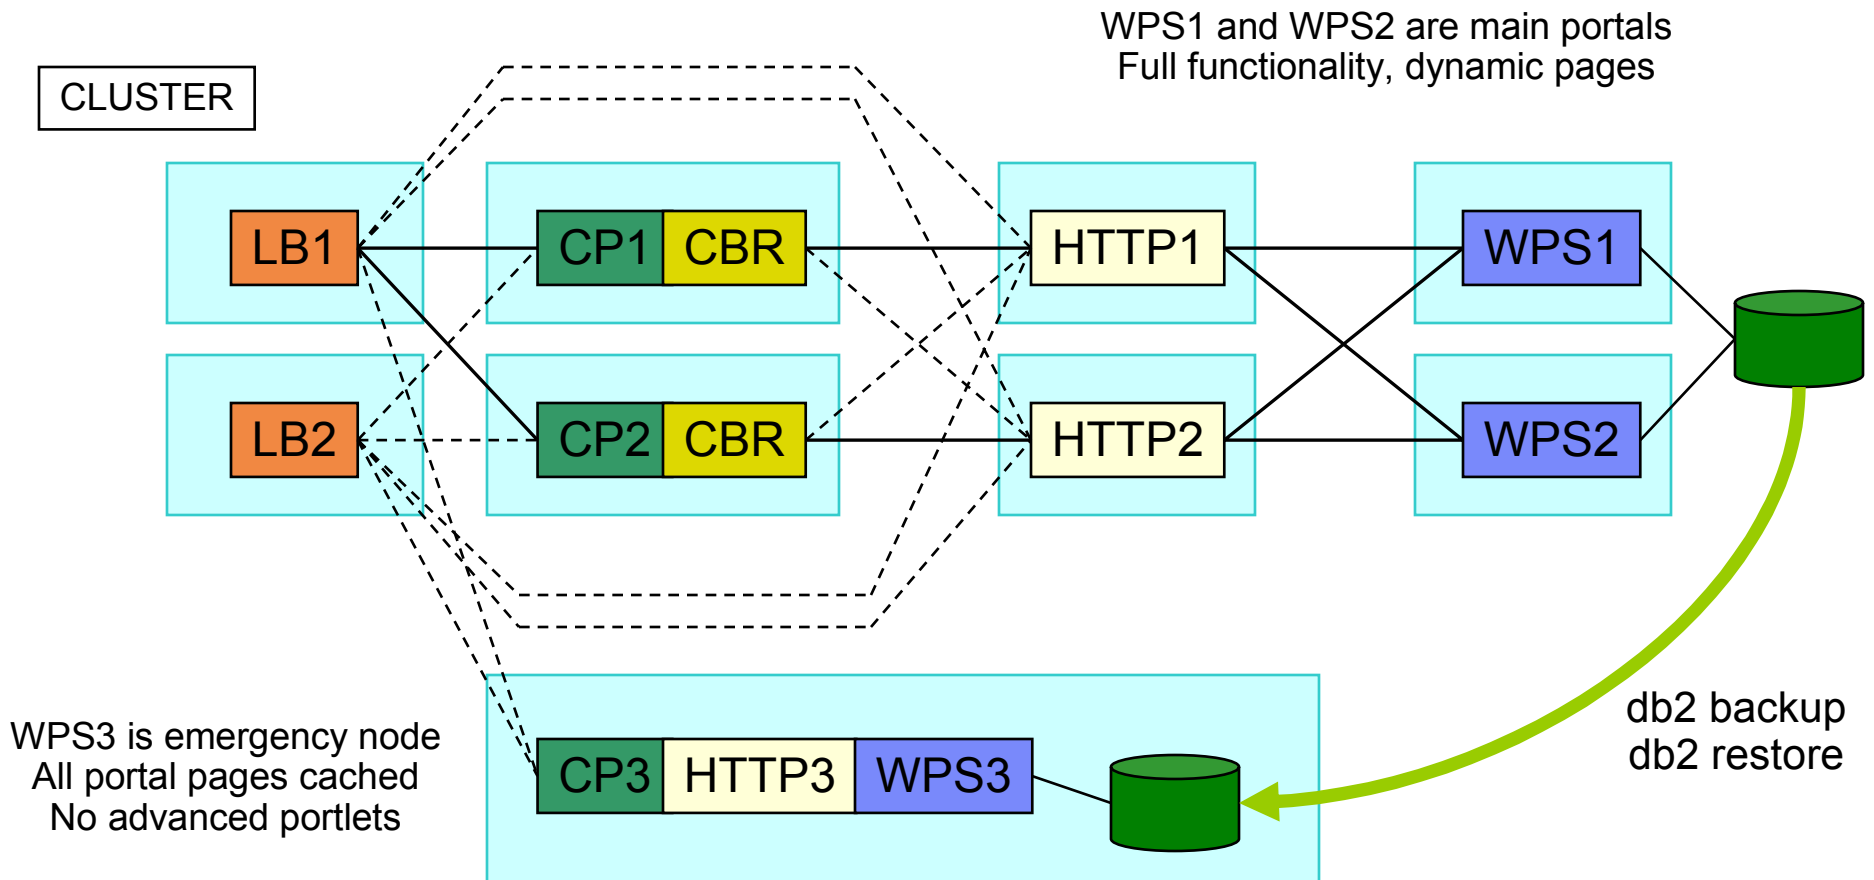 WPS1 and WPS2 are main portals
Full functionality, dynamic pages
CLUSTER
LB1
CP1
CBR
HTTP1
WPS1
LB2
CP2
CBR
HTTP2
WPS2
db2 backup
db2 restore
WPS3 is emergency node
All portal pages cached
No advanced portlets
CP3
HTTP3
WPS3